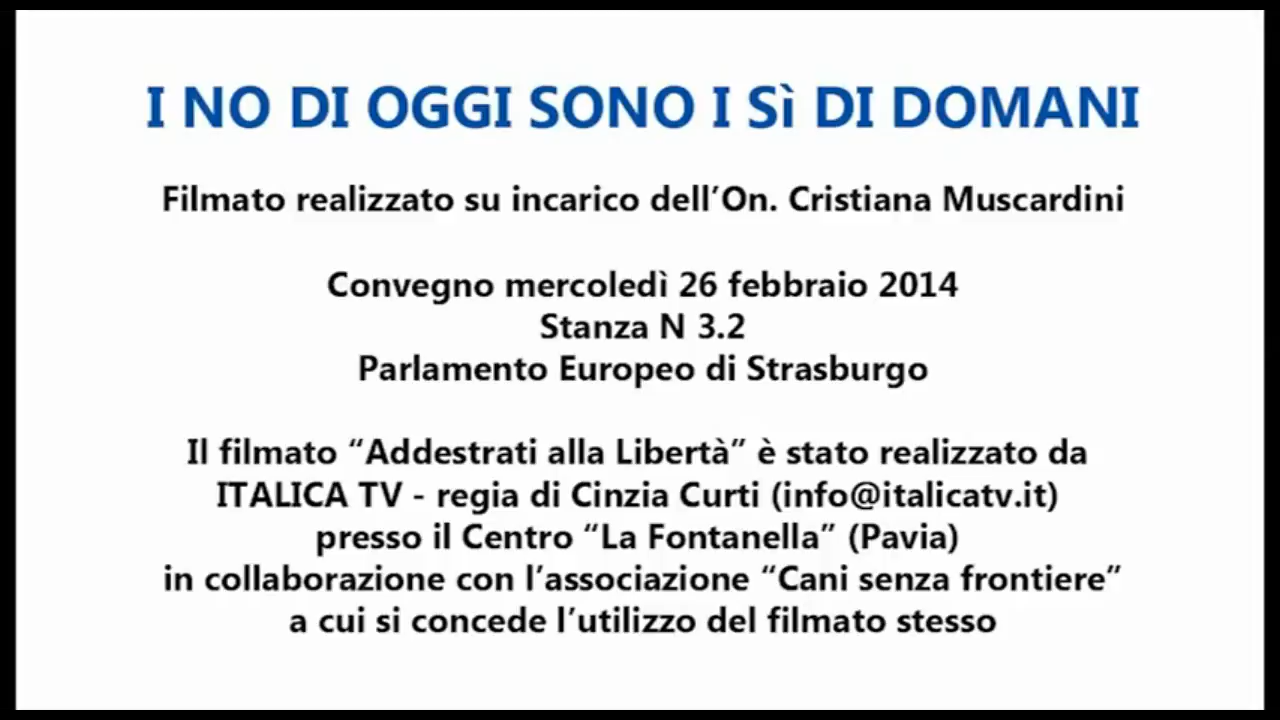 I NO DI OGGI SONO I Sì DI DOMANI
Filmato realizzato su incarico dell’On. Cristiana Muscardini
Convegno mercoledì 26 febbraio 2014
Stanza N 3.2
Parlamento Europeo di Strasburgo
Il filmato “Addestrati alla Libertà” è stato realizzato da
ITALICA TV - regia di Cinzia Curti (info@italicatv.it)
presso il Centro “La Fontanella” (Pavia)
in collaborazione con l’associazione “Cani senza frontiere”
a cui si concede l’utilizzo del filmato stesso